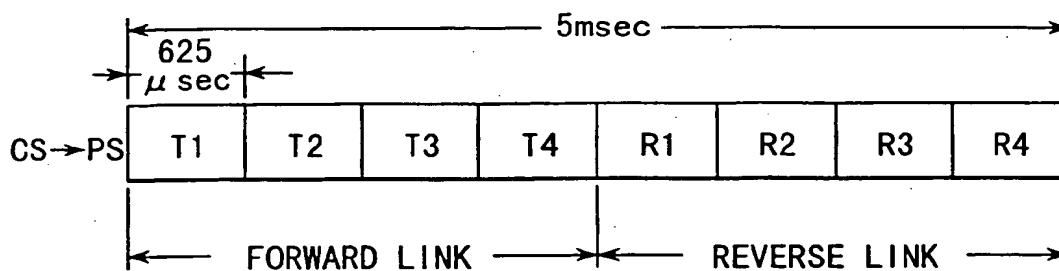 5msec
625
μ sec
CS→PS T1 T2 T3 T4 R1 R2 R3 R4
FORWARD LINK REVERSE LINK